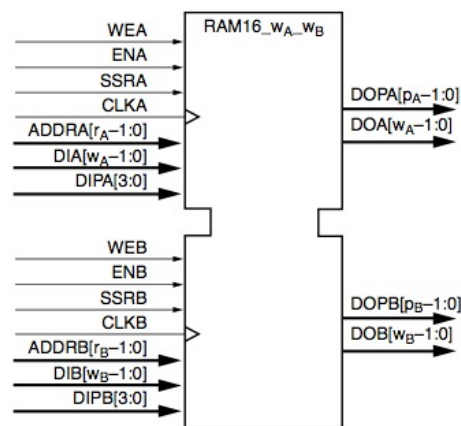 RAM16_wA_wB
WEA
ENA
SSRA
CLKA
ADDRA[rA–1:0]
DIA[wA–1:0]
DIPA[3:0]
DOPA[pA–1:0]
DOA[wA–1:0]
WEB
ENB
SSRB
CLKB
ADDRB[rB–1:0]
DIB[wB–1:0]
DIPB[3:0]
DOPB[pB–1:0]
DOB[wB–1:0]